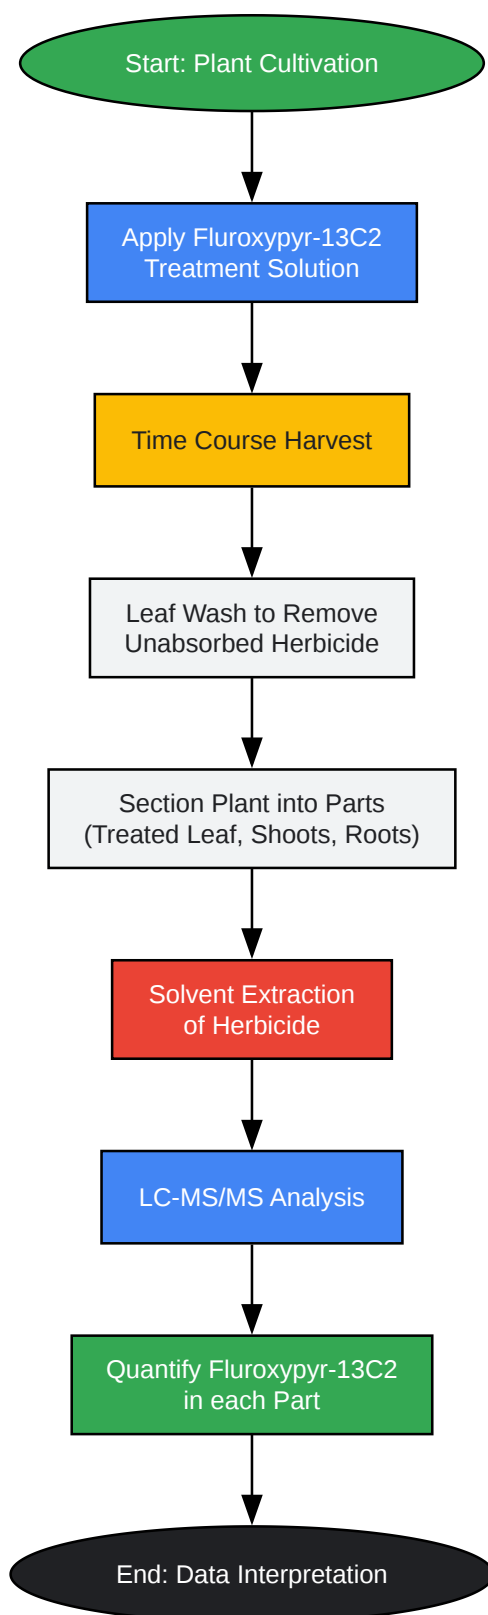 Start: Plant Cultivation
Apply Fluroxypyr-13C2
Treatment Solution
Time Course Harvest
Leaf Wash to Remove
Unabsorbed Herbicide
Section Plant into Parts
(Treated Leaf, Shoots, Roots)
Solvent Extraction
of Herbicide
LC-MS/MS Analysis
Quantify Fluroxypyr-13C2
in each Part
End: Data Interpretation